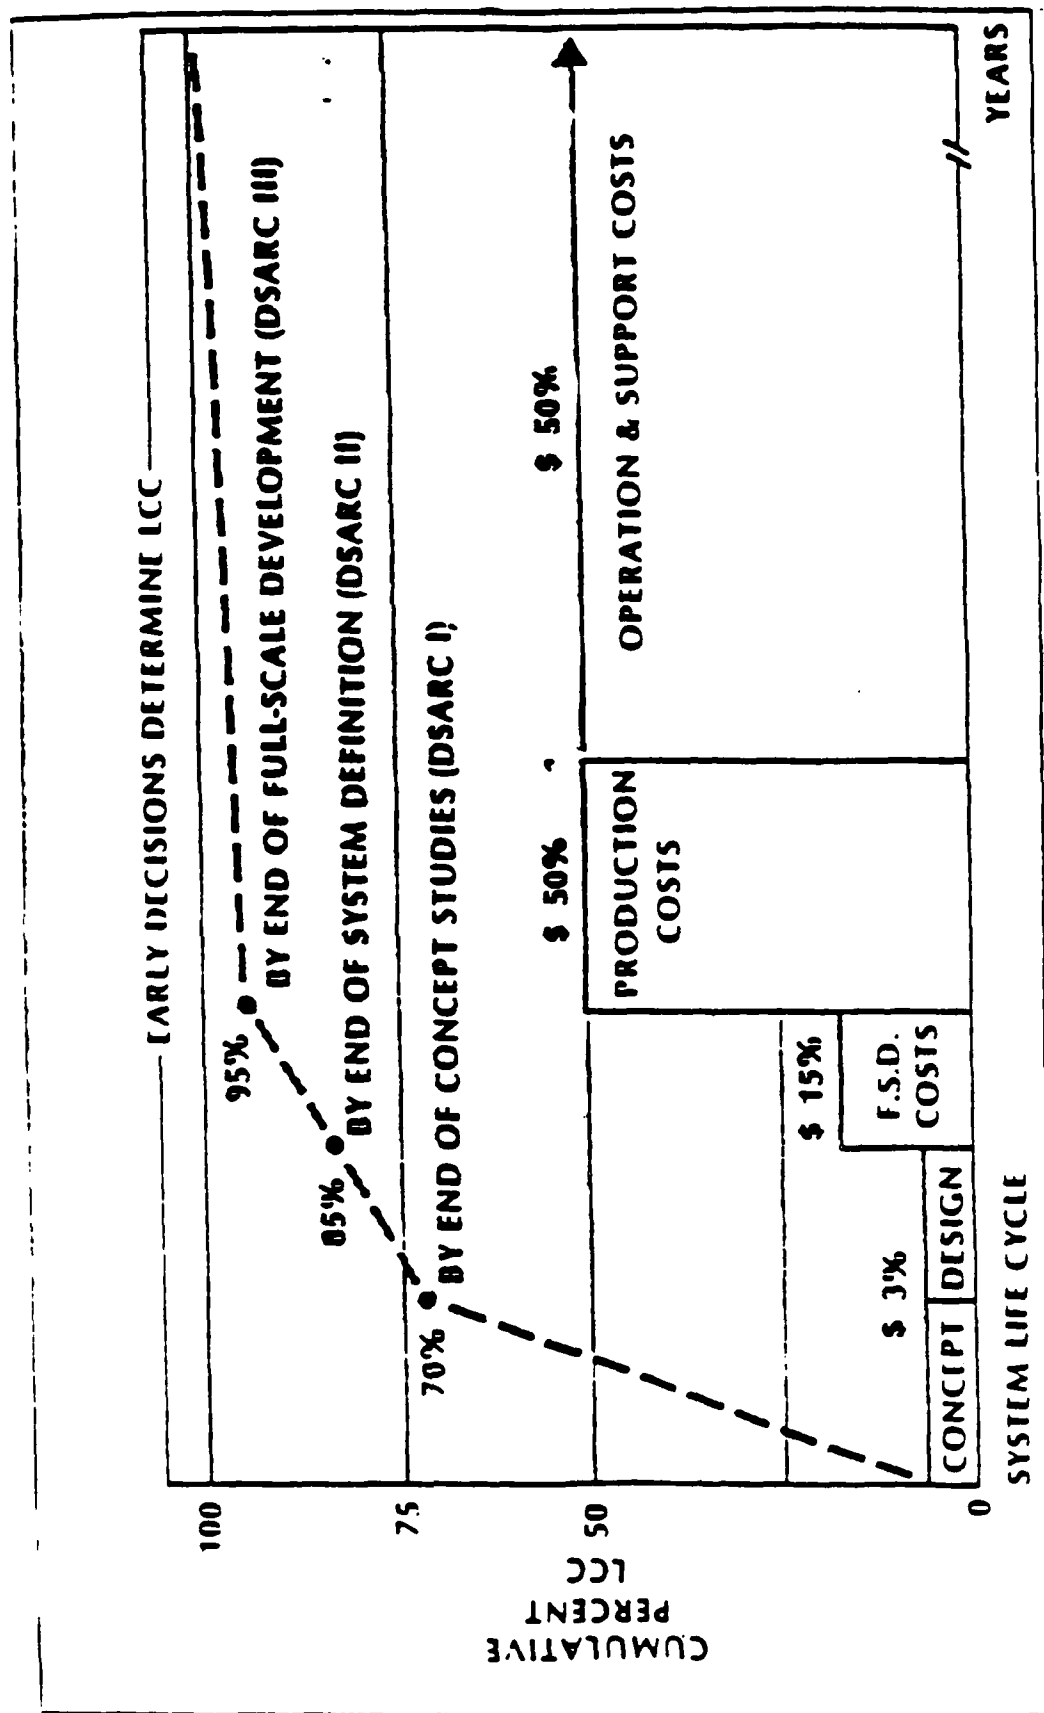 EARLY DECISIONS DETERMINE LCC
95%
BY END OF FULL-SCALE DEVELOPMENT (DSARC III)
85%
BY END OF SYSTEM DEFINITION (DSARC II)
70%
BY END OF CONCEPT STUDIES (DSARC I)
CUMULATIVE
PERCENT
LCC
100
75
50
0
$ 3%
$ 15%
$ 50%
$ 50%
CONCEPT
DESIGN
F.S.D.
COSTS
PRODUCTION
COSTS
OPERATION & SUPPORT COSTS
SYSTEM LIFE CYCLE
YEARS